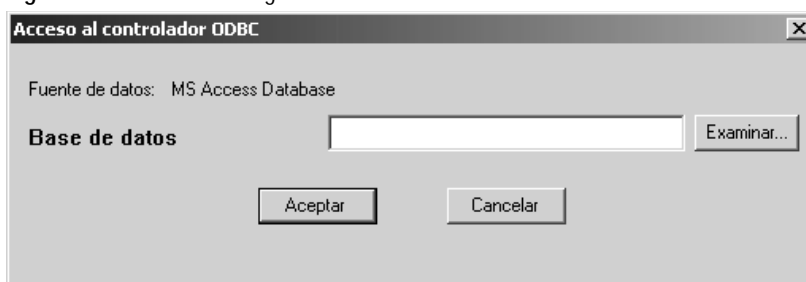 Acceso al controlador ODBC
Fuente de datos: MS Access Database
Base de datos
Examinar...
Aceptar Cancelar